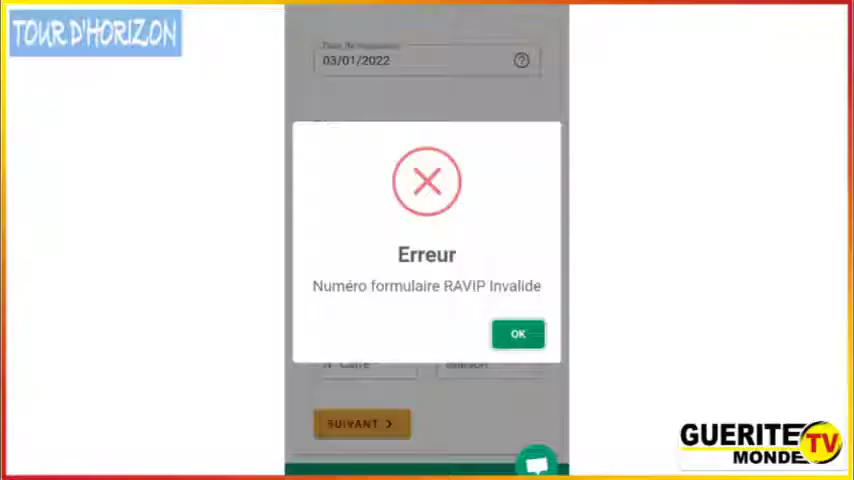 TOUR D'HORIZON
03/01/2022
Erreur
Numéro formulaire RAVIP Invalide
OK
SUIVANT
GUERITE TV
MONDE